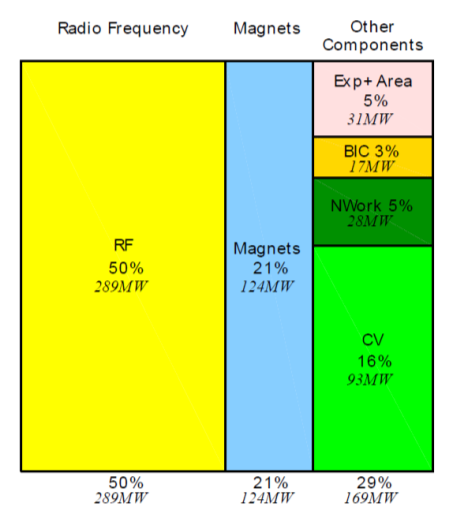 Radio Frequency
Magnets
Other
Components
Exp+ Area
5%
31MW
BIC 3%
17MW
NWork 5%
28MW
RF
50%
289MW
Magnets
21%
124MW
CV
16%
93MW
50%
289MW
21%
124MW
29%
169MW